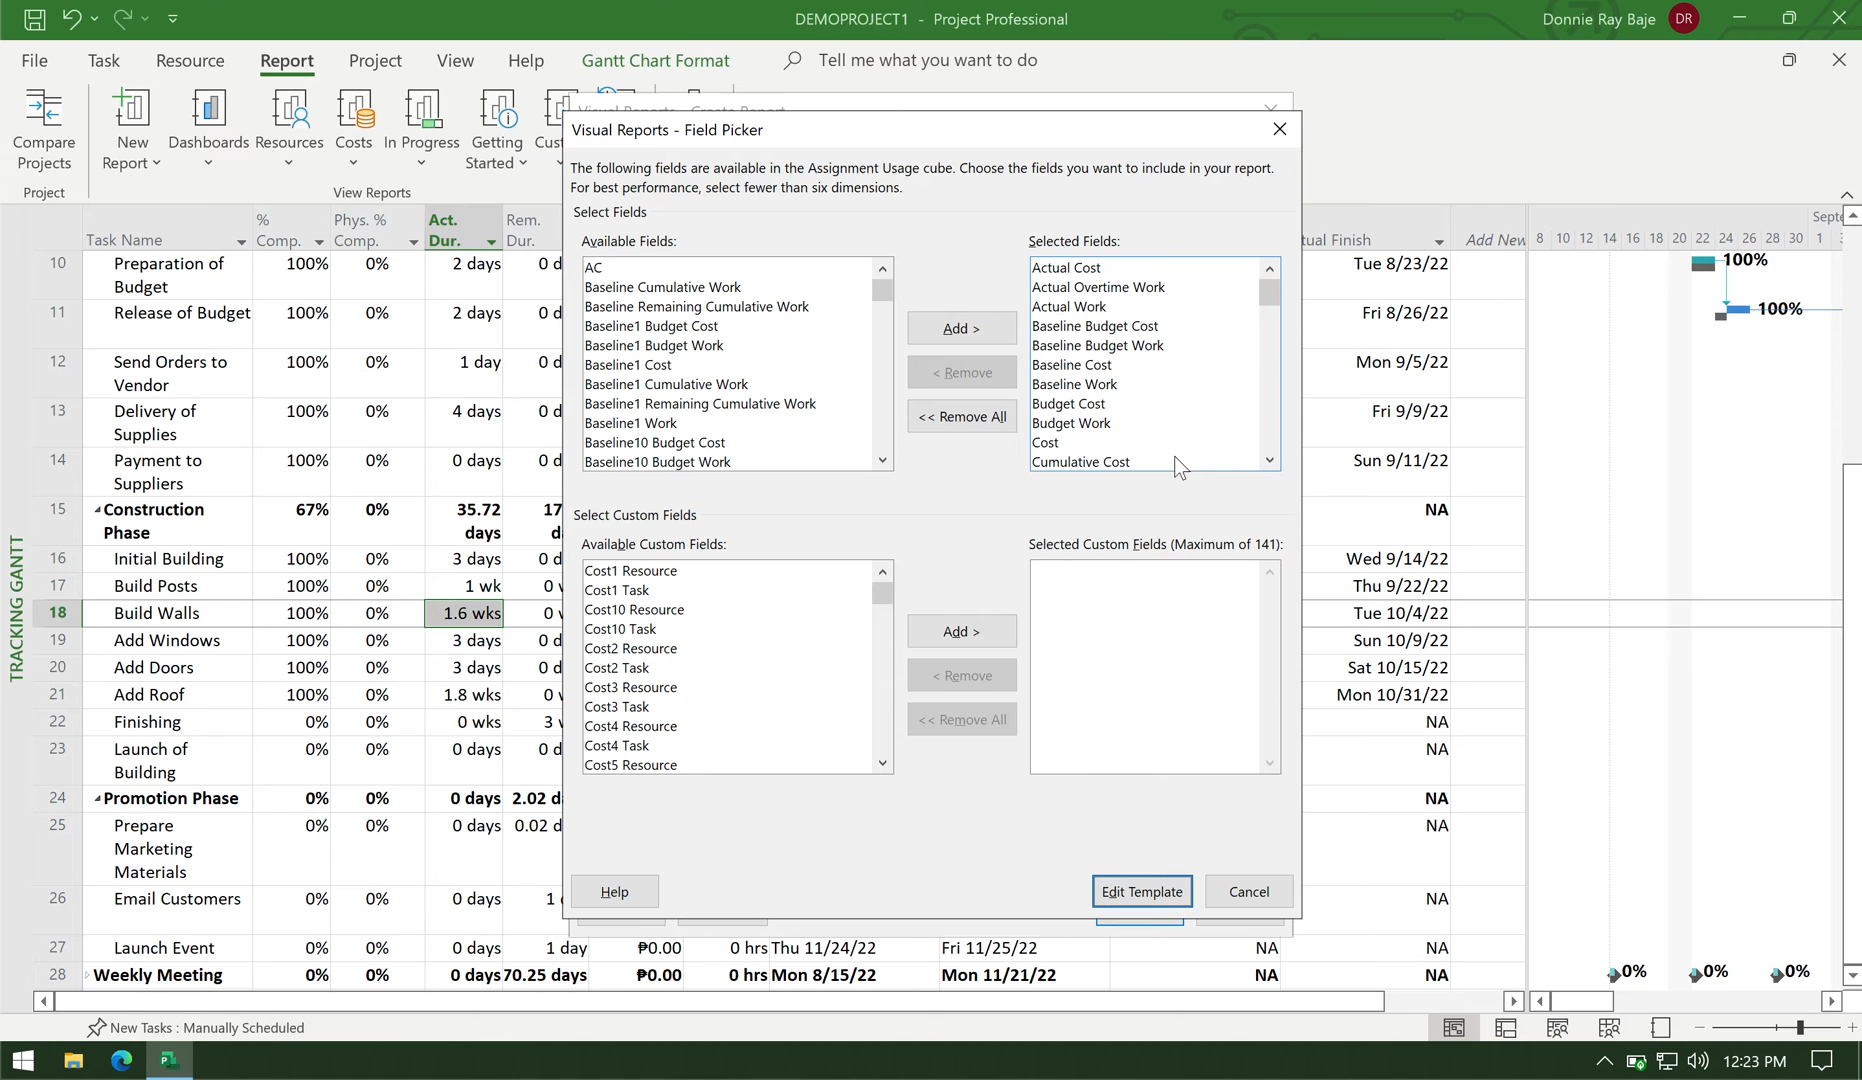 DEMOPROJECT1 - Project Professional
Donnie Ray Baje
DR
File Task Resource Report Project View Help Gantt Chart Format Tell me what you want to do
Compare Projects
New Report
Dashboards
Resources
Costs
In Progress
Getting Started
Project
View Reports
Visual Reports - Field Picker
The following fields are available in the Assignment Usage cube. Choose the fields you want to include in your report.
For best performance, select fewer than six dimensions.
Select Fields
Available Fields:
AC
Baseline Cumulative Work
Baseline Remaining Cumulative Work
Baseline1 Budget Cost
Baseline1 Budget Work
Baseline1 Cost
Baseline1 Cumulative Work
Baseline1 Remaining Cumulative Work
Baseline1 Work
Baseline10 Budget Cost
Baseline10 Budget Work
Add >
< Remove
<< Remove All
Selected Fields:
Actual Cost
Actual Overtime Work
Actual Work
Baseline Budget Cost
Baseline Budget Work
Baseline Cost
Baseline Work
Budget Cost
Budget Work
Cost
Cumulative Cost
Select Custom Fields
Available Custom Fields:
Cost1 Resource
Cost1 Task
Cost10 Resource
Cost10 Task
Cost2 Resource
Cost2 Task
Cost3 Resource
Cost3 Task
Cost4 Resource
Cost4 Task
Cost5 Resource
Add >
< Remove
<< Remove All
Selected Custom Fields (Maximum of 141):
Help
Edit Template
Cancel
TRACKING GANTT
Task Name % Comp. Phys. % Comp. Act. Dur. Rem. Dur. Finish Add New
8 10 12 14 16 18 20 22 24 26 28 30 1 3
10 Preparation of Budget 100% 0% 2 days Tue 8/23/22 100%
11 Release of Budget 100% 0% 2 days Fri 8/26/22 100%
12 Send Orders to Vendor 100% 0% 1 day Mon 9/5/22
13 Delivery of Supplies 100% 0% 4 days Fri 9/9/22
14 Payment to Suppliers 100% 0% 0 days Sun 9/11/22
15 Construction Phase 67% 0% 35.72 days NA
16 Initial Building 100% 0% 3 days Wed 9/14/22
17 Build Posts 100% 0% 1 wk Thu 9/22/22
18 Build Walls 100% 0% 1.6 wks Tue 10/4/22
19 Add Windows 100% 0% 3 days Sun 10/9/22
20 Add Doors 100% 0% 3 days Sat 10/15/22
21 Add Roof 100% 0% 1.8 wks Mon 10/31/22
22 Finishing 0% 0% 0 wks NA
23 Launch of Building 0% 0% 0 days NA
24 Promotion Phase 0% 0% 0 days 2.02 NA
25 Prepare Marketing Materials 0% 0% 0 days 0.02 NA
26 Email Customers 0% 0% 0 days NA
27 Launch Event 0% 0% 0 days 1 day ₱0.00 0 hrs Thu 11/24/22 Fri 11/25/22 NA NA
28 Weekly Meeting 0% 0% 0 days 70.25 days ₱0.00 0 hrs Mon 8/15/22 Mon 11/21/22 NA NA 0% 0% 0%
New Tasks : Manually Scheduled
12:23 PM